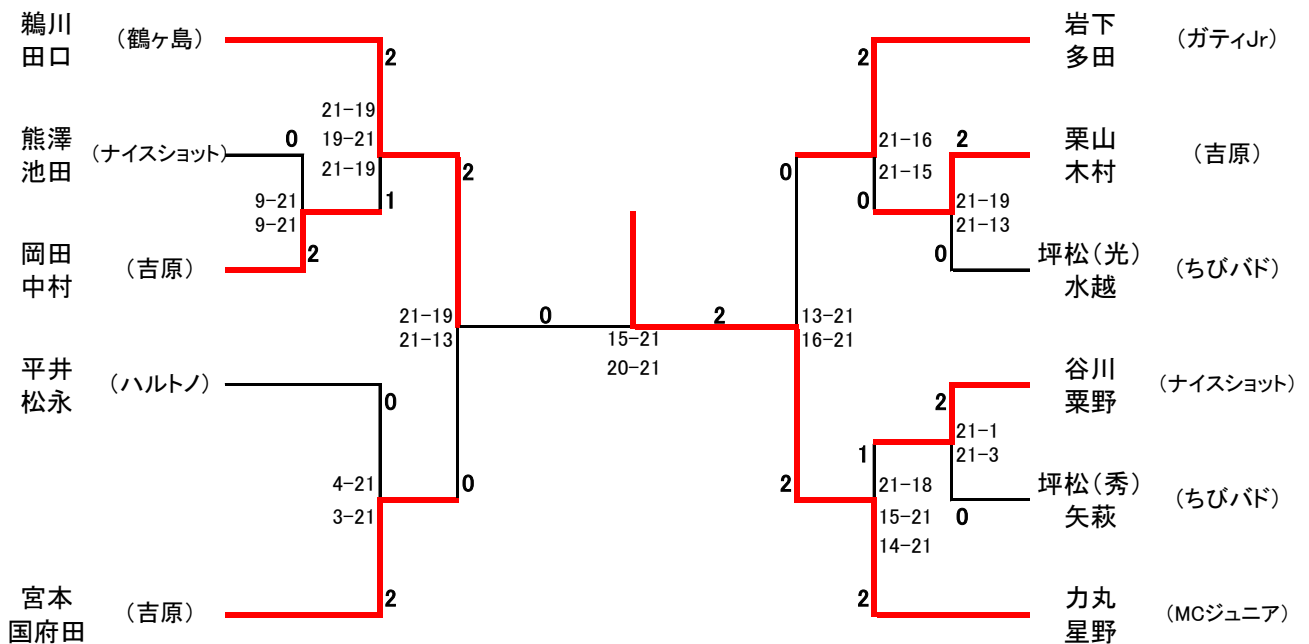 鵜川
田口
(鶴ヶ島)
2
21-19
19-21
21-19
熊澤
池田
(ナイスショット)
0
9-21
9-21
1
2
2
岡田
中村
(吉原)
21-19
21-13
0
15-21
20-21
2
平井
松永
(ハルトノ)
0
4-21
3-21
0
宮本
国府田
(吉原)
2
岩下
多田
(ガティJr)
2
21-16
21-15
2
栗山
木村
(吉原)
0
0
21-19
21-13
0
坪松(光)
水越
(ちびバド)
13-21
16-21
谷川
粟野
(ナイスショット)
2
21-1
21-3
1
21-18
15-21
14-21
2
0
坪松(秀)
矢萩
(ちびバド)
2
力丸
星野
(MCジュニア)